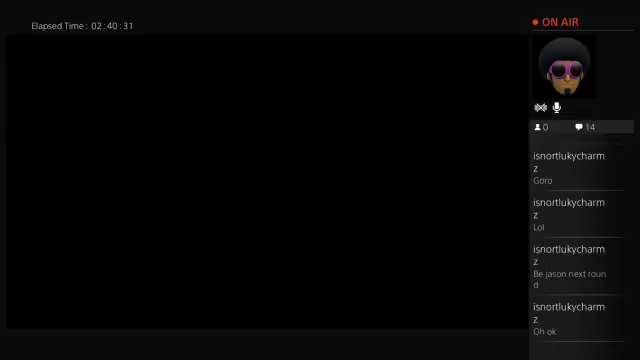 Elapsed Time : 02 : 40 : 31
ON AIR
0 14
isnortlukycharm
z
Goro
isnortlukycharm
z
Lol
isnortlukycharm
z
Be jason next roun
d
isnortlukycharm
z
Oh ok